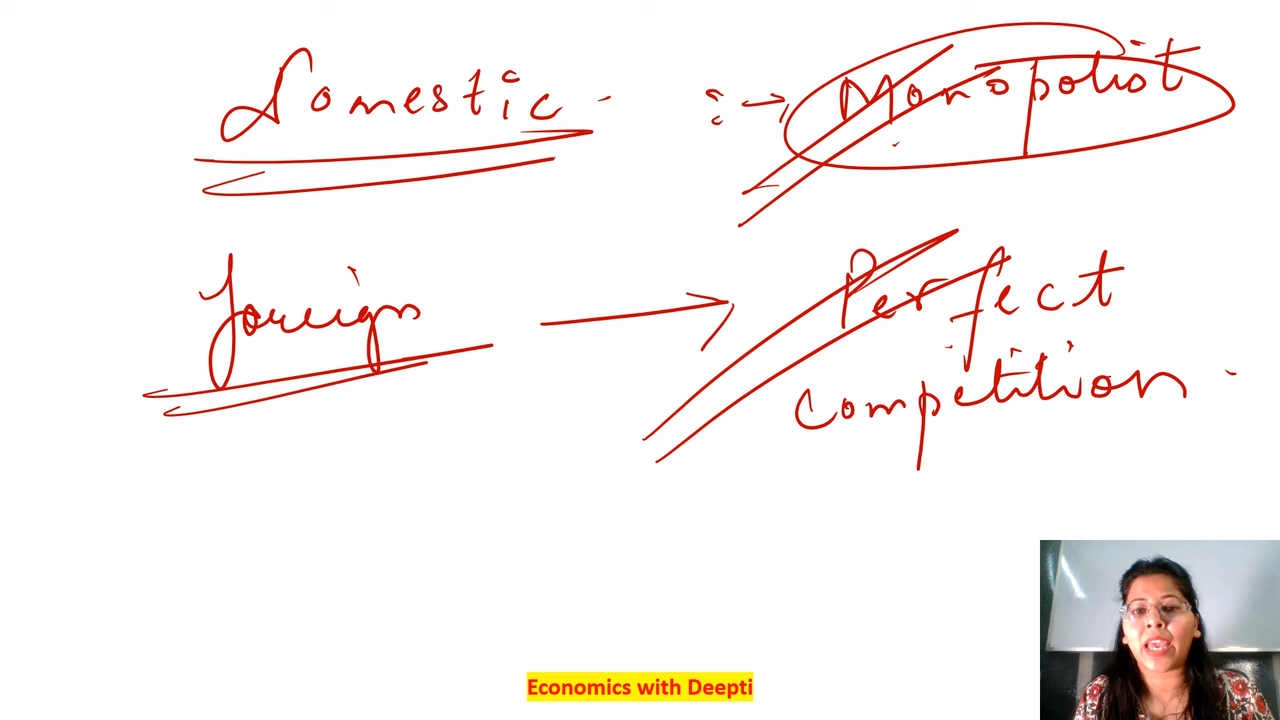 Domestic : → Monopolist
Foreign → Perfect
competition.
Economics with Deepti